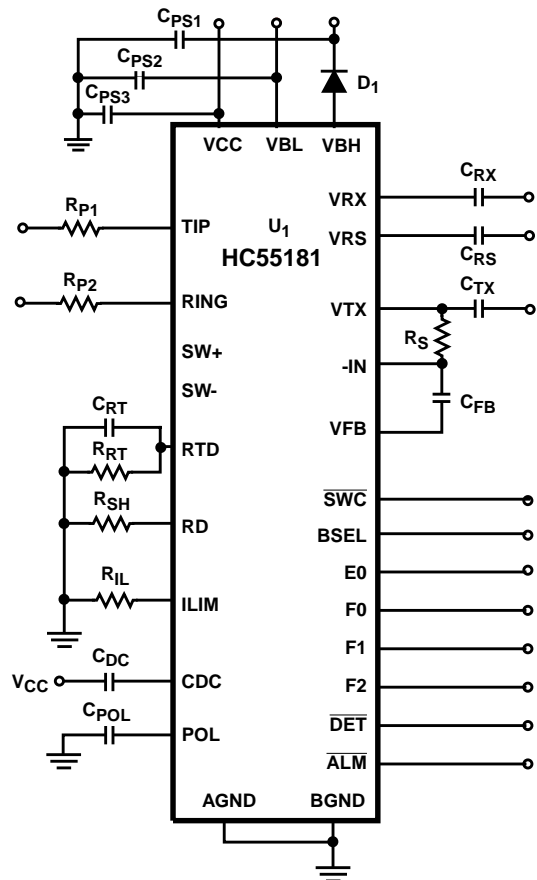 CPS1
CPS2
D1
CPS3
VCC VBL VBH
CRX
VRX
RP1
TIP
U1
HC55181
VRS
CRS
RP2
RING
CTX
VTX
RS
SW+
-IN
SW-
CFB
CRT
VFB
RTD
RRT
SWC
RSH
RD
BSEL
E0
RIL
ILIM
F0
F1
CDC
VCC
CDC
F2
CPOL
POL
DET
ALM
AGND BGND